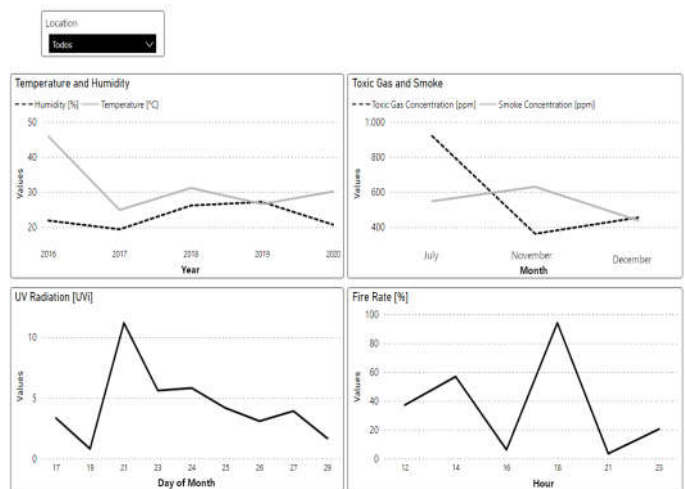 Location
Todos
Temperature and Humidity
Humidity [%] Temperature [°C]
50
40
30
20
Values
2016 2017 2018 2019 2020
Year
Toxic Gas and Smoke
Toxic Gas Concentration [ppm] Smoke Concentration [ppm]
1.000
800
600
400
Values
July November December
Month
UV Radiation [UVi]
10
5
0
Values
17 19 21 23 24 25 26 27 29
Day of Month
Fire Rate [%]
100
80
60
40
20
0
Values
12 14 16 18 21 23
Hour